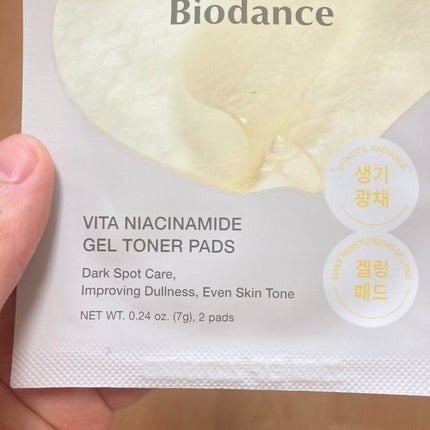 Biodance
VITALITY, RADIANCE
생기
광채
VITA NIACINAMIDE
GEL TONER PADS
Dark Spot Care,
Improving Dullness, Even Skin Tone
NET WT. 0.24 oz. (7g), 2 pads
DAILY MOISTURIZING GELLING PAD
겔링
패드